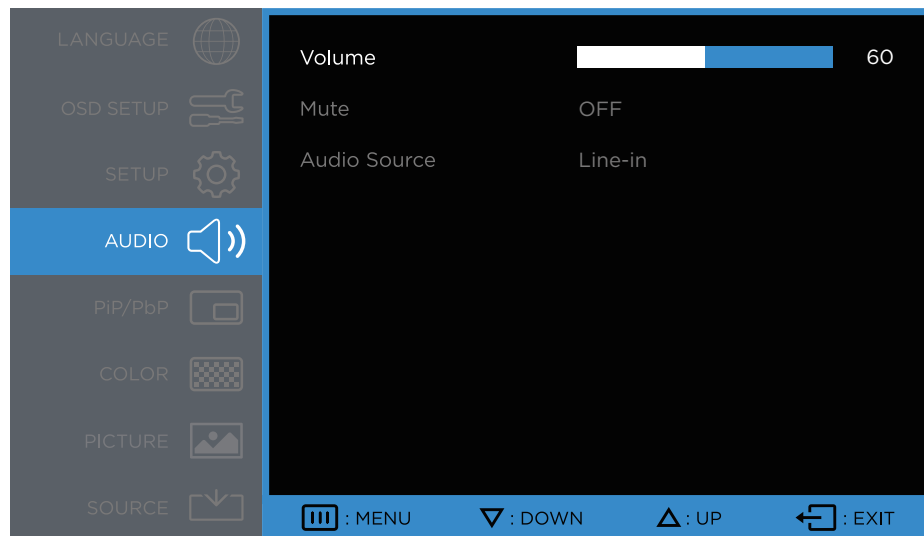 LANGUAGE
OSD SETUP
SETUP
AUDIO
PiP/PbP
COLOR
PICTURE
SOURCE
Volume 60
Mute OFF
Audio Source Line-in
: MENU : DOWN : UP : EXIT